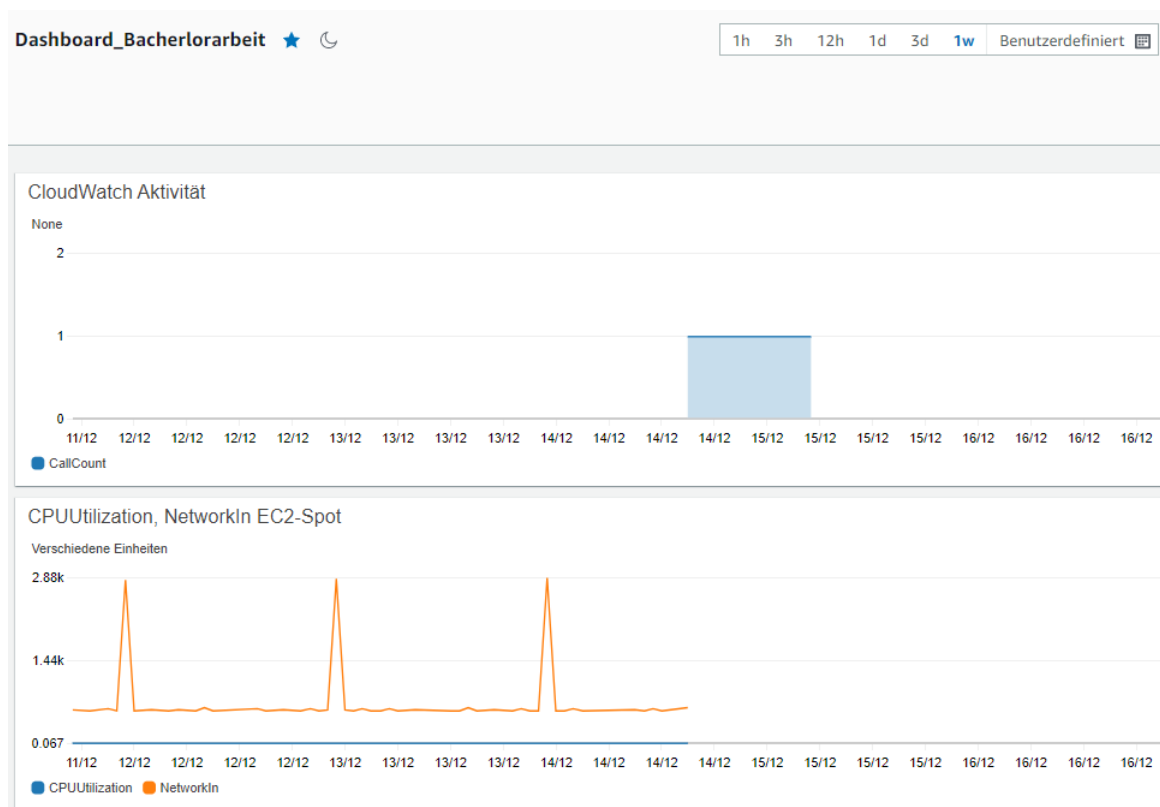 Dashboard_Bacherlorarbeit
1h 3h 12h 1d 3d 1w Benutzerdefiniert
CloudWatch Aktivität
None
2
1
0
11/12 12/12 12/12 12/12 12/12 13/12 13/12 13/12 13/12 14/12 14/12 14/12 14/12 15/12 15/12 15/12 15/12 16/12 16/12 16/12 16/12
CallCount
CPUUtilization, NetworkIn EC2-Spot
Verschiedene Einheiten
2.88k
1.44k
0.067
11/12 12/12 12/12 12/12 12/12 13/12 13/12 13/12 13/12 14/12 14/12 14/12 14/12 15/12 15/12 15/12 15/12 16/12 16/12 16/12 16/12
CPUUtilization NetworkIn